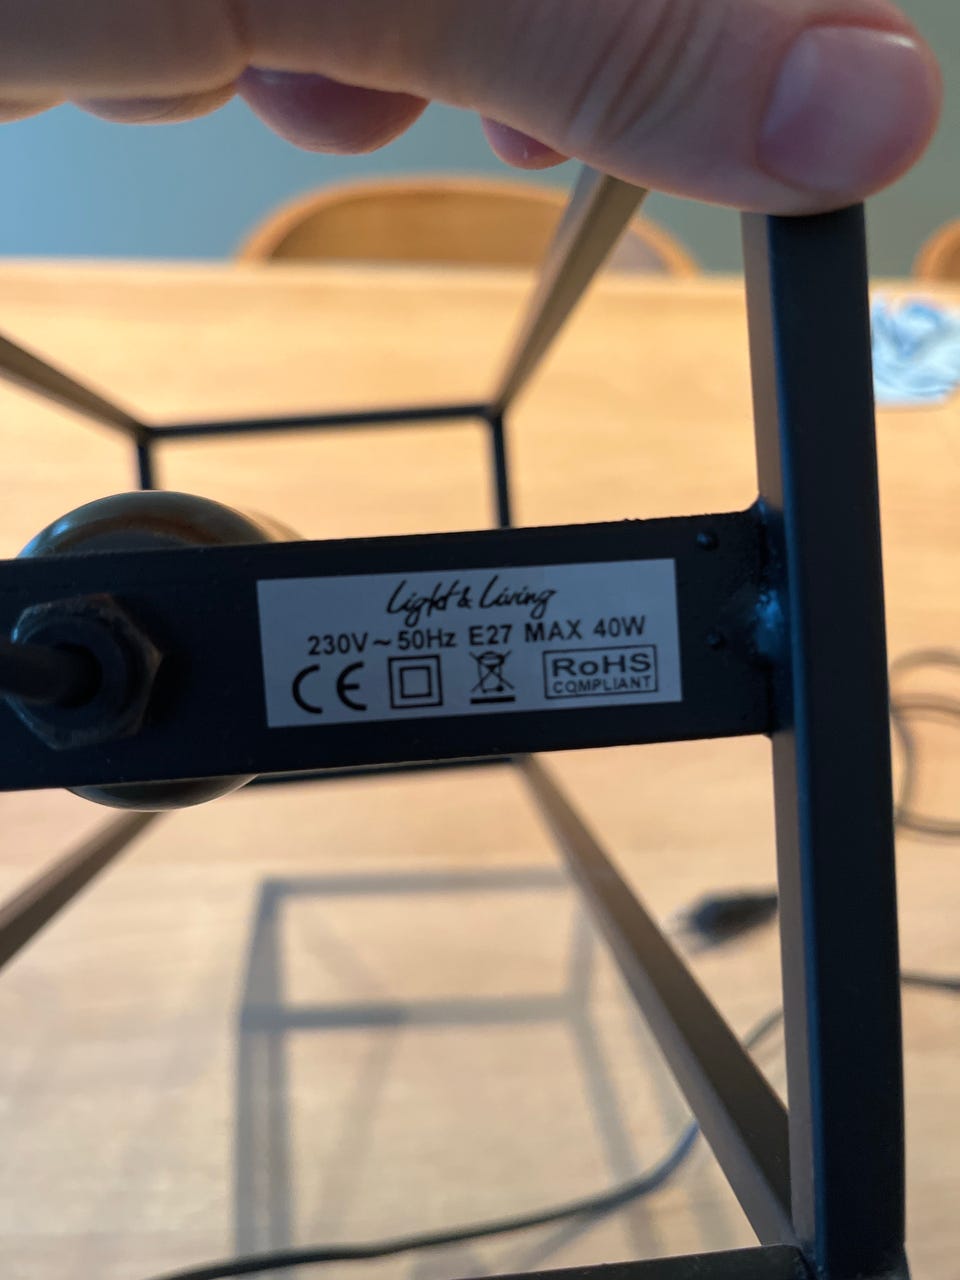 Light & Living
230V ~ 50Hz E27 MAX 40W
CE
RoHS
COMPLIANT